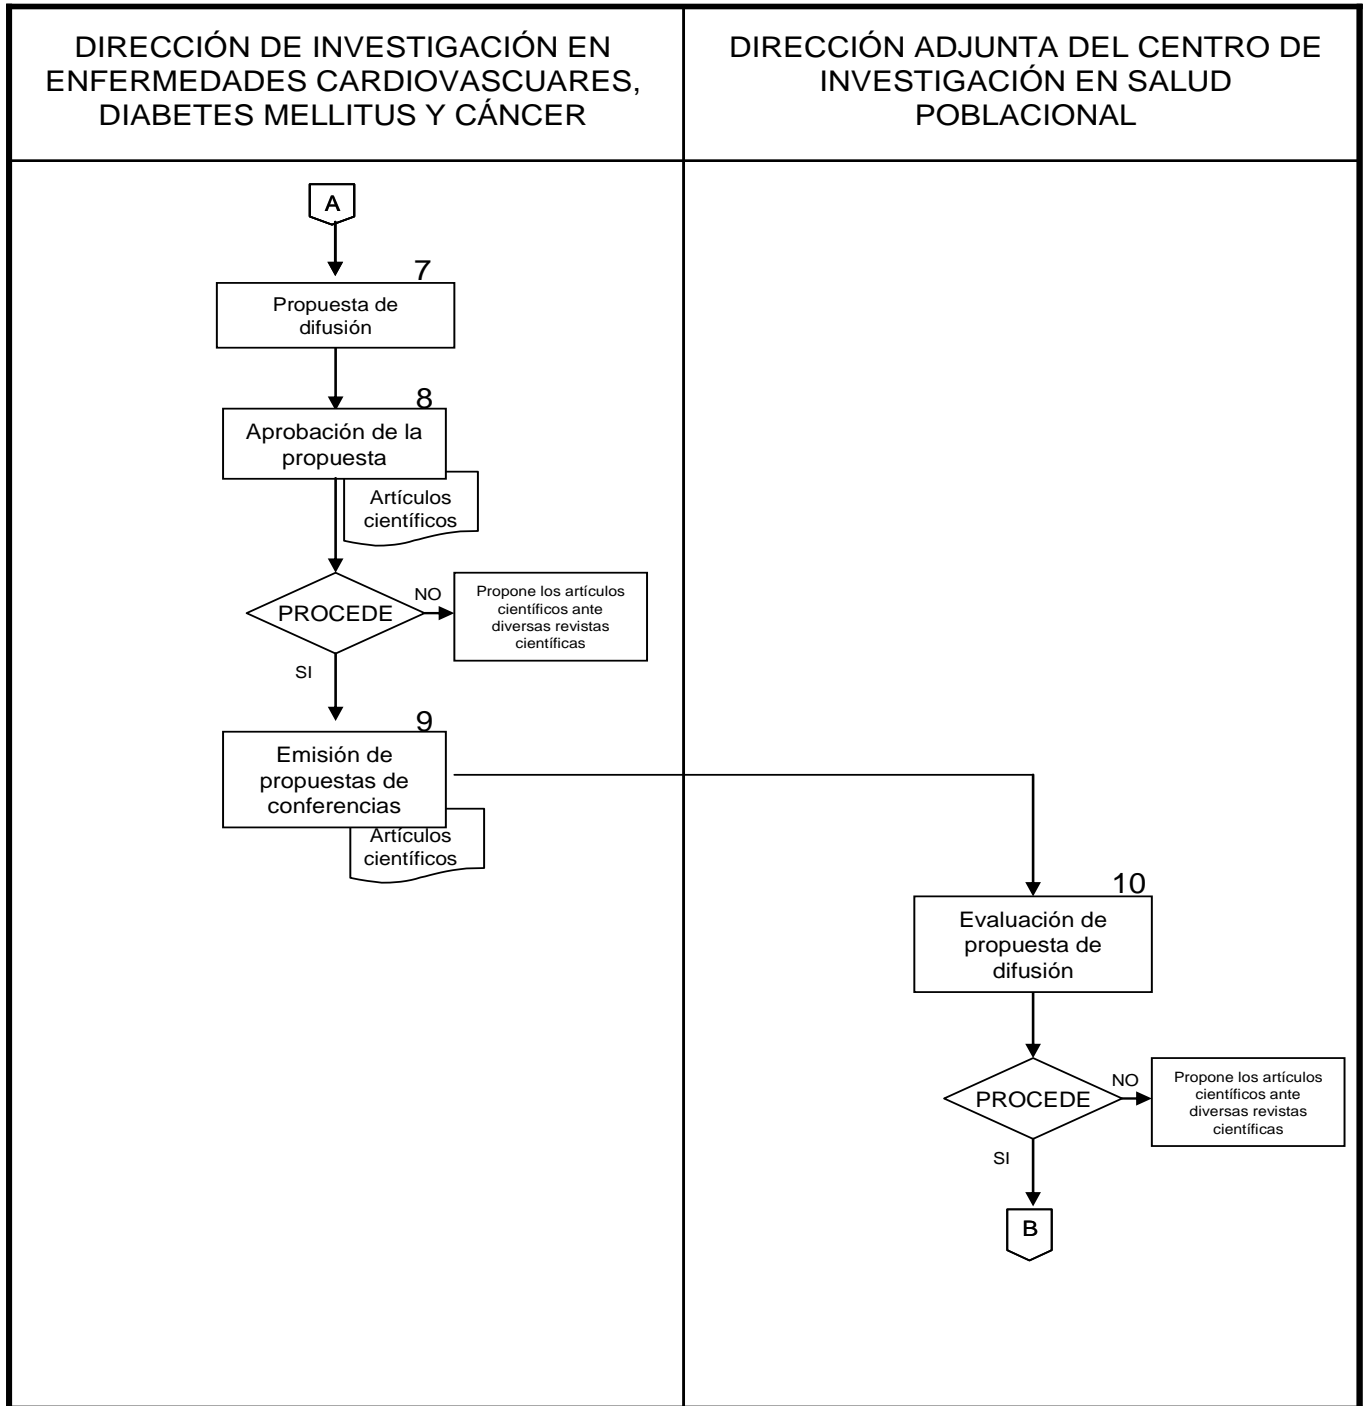 DIRECCIÓN DE INVESTIGACIÓN EN
ENFERMEDADES CARDIOVASCUARES,
DIABETES MELLITUS Y CÁNCER
DIRECCIÓN ADJUNTA DEL CENTRO DE
INVESTIGACIÓN EN SALUD
POBLACIONAL
A
7
Propuesta de
difusión
8
Aprobación de la
propuesta
Artículos
científicos
PROCEDE
NO
Propone los artículos
científicos ante
diversas revistas
científicas
SI
9
Emisión de
propuestas de
conferencias
Artículos
científicos
10
Evaluación de
propuesta de
difusión
PROCEDE
NO
Propone los artículos
científicos ante
diversas revistas
científicas
SI
B